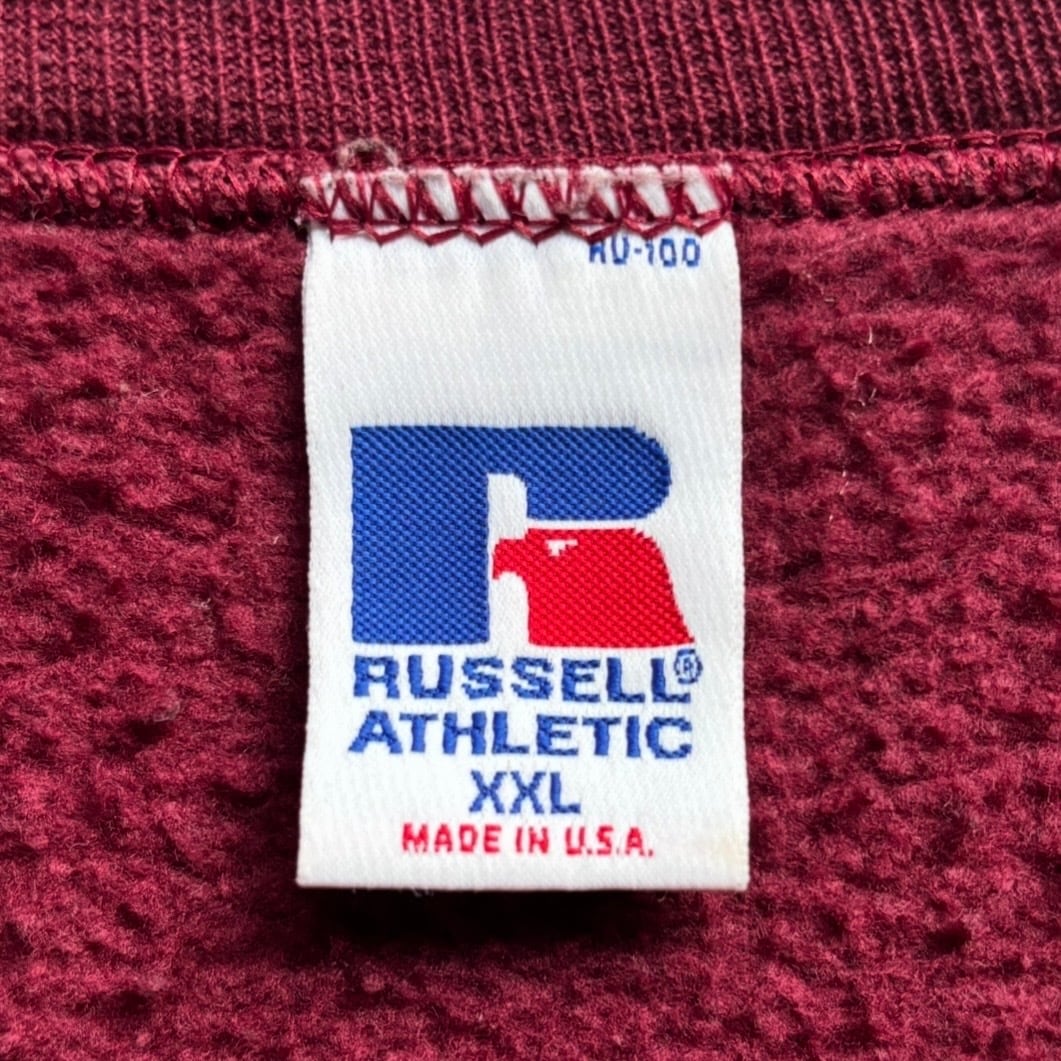 RU-100
RUSSELL®
ATHLETIC
XXL
MADE IN U.S.A.